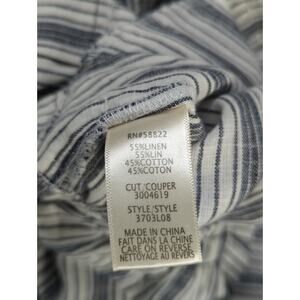 RN#58822
55%LINEN
55%LIN
45%COTTON
45%COTON
CUT/COUPER
3004619
STYLE/STYLE
3703L08
MADE IN CHINA
FAIT DANS LA CHINE
CARE ON REVERSE
NETTOYAGE AU REVERS